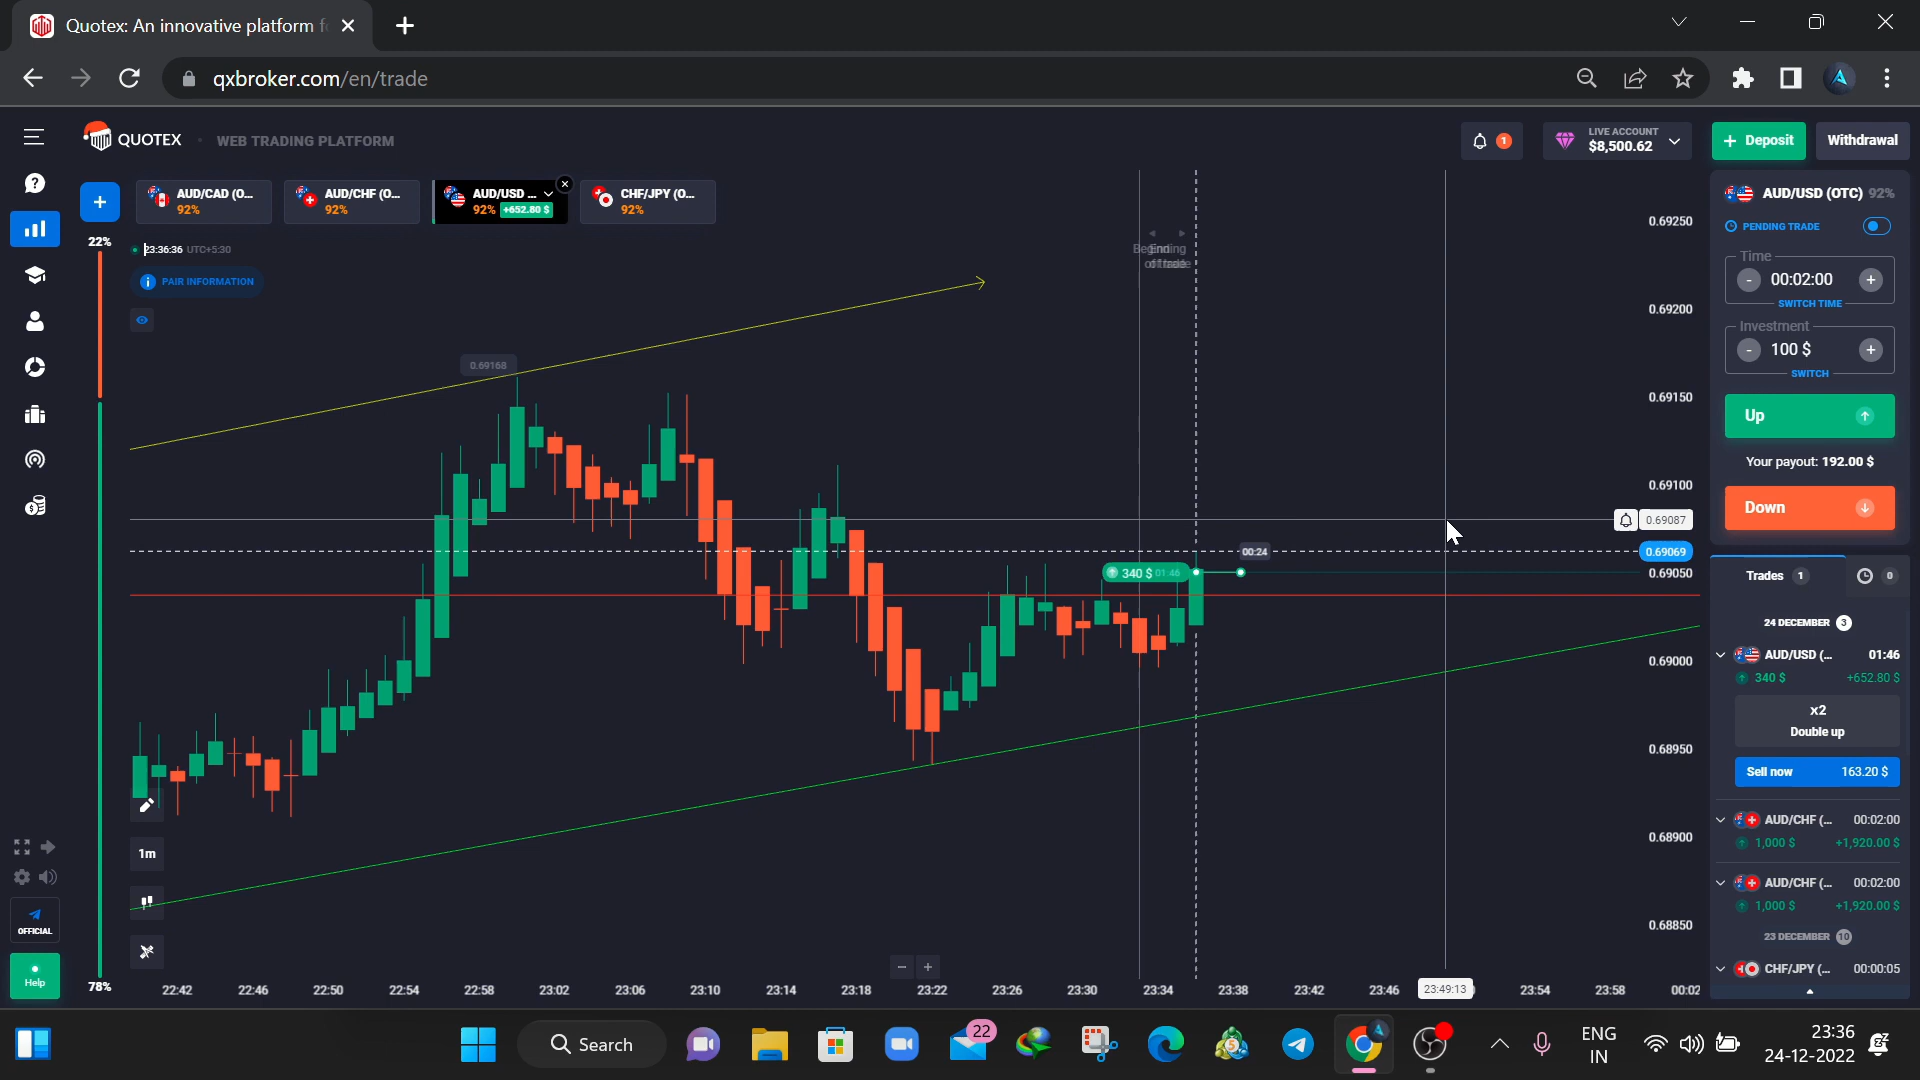 Quotex: An innovative platform f
qxbroker.com/en/trade
QUOTEX
WEB TRADING PLATFORM
1
LIVE ACCOUNT
$8,500.62
Deposit
Withdrawal
AUD/CAD (O...
92%
AUD/CHF (O...
92%
AUD/USD ...
92% +652.80 $
CHF/JPY (O...
92%
22%
23:36:36 UTC+5:30
PAIR INFORMATION
Beginning
of trade
End
of trade
0.69168
0.69250
0.69200
0.69150
0.69100
0.69087
0.69069
0.69050
0.69000
0.68950
0.68900
0.68850
00:24
340 $ 01:46
1m
78%
22:42 22:46 22:50 22:54 22:58 23:02 23:06 23:10 23:14 23:18 23:22 23:26 23:30 23:34 23:38 23:42 23:46 23:49:13 23:54 23:58 00:02
OFFICIAL
Help
AUD/USD (OTC) 92%
PENDING TRADE
Time
- 00:02:00 +
SWITCH TIME
Investment
- 100 $ +
SWITCH
Up
Your payout: 192.00 $
Down
Trades 1
0
24 DECEMBER 3
AUD/USD (... 01:46
340 $ +652.80 $
x2
Double up
Sell now 163.20 $
AUD/CHF (... 00:02:00
1,000 $ +1,920.00 $
AUD/CHF (... 00:02:00
1,000 $ +1,920.00 $
23 DECEMBER 10
CHF/JPY (... 00:00:05
Search
22
ENG
IN
23:36
24-12-2022